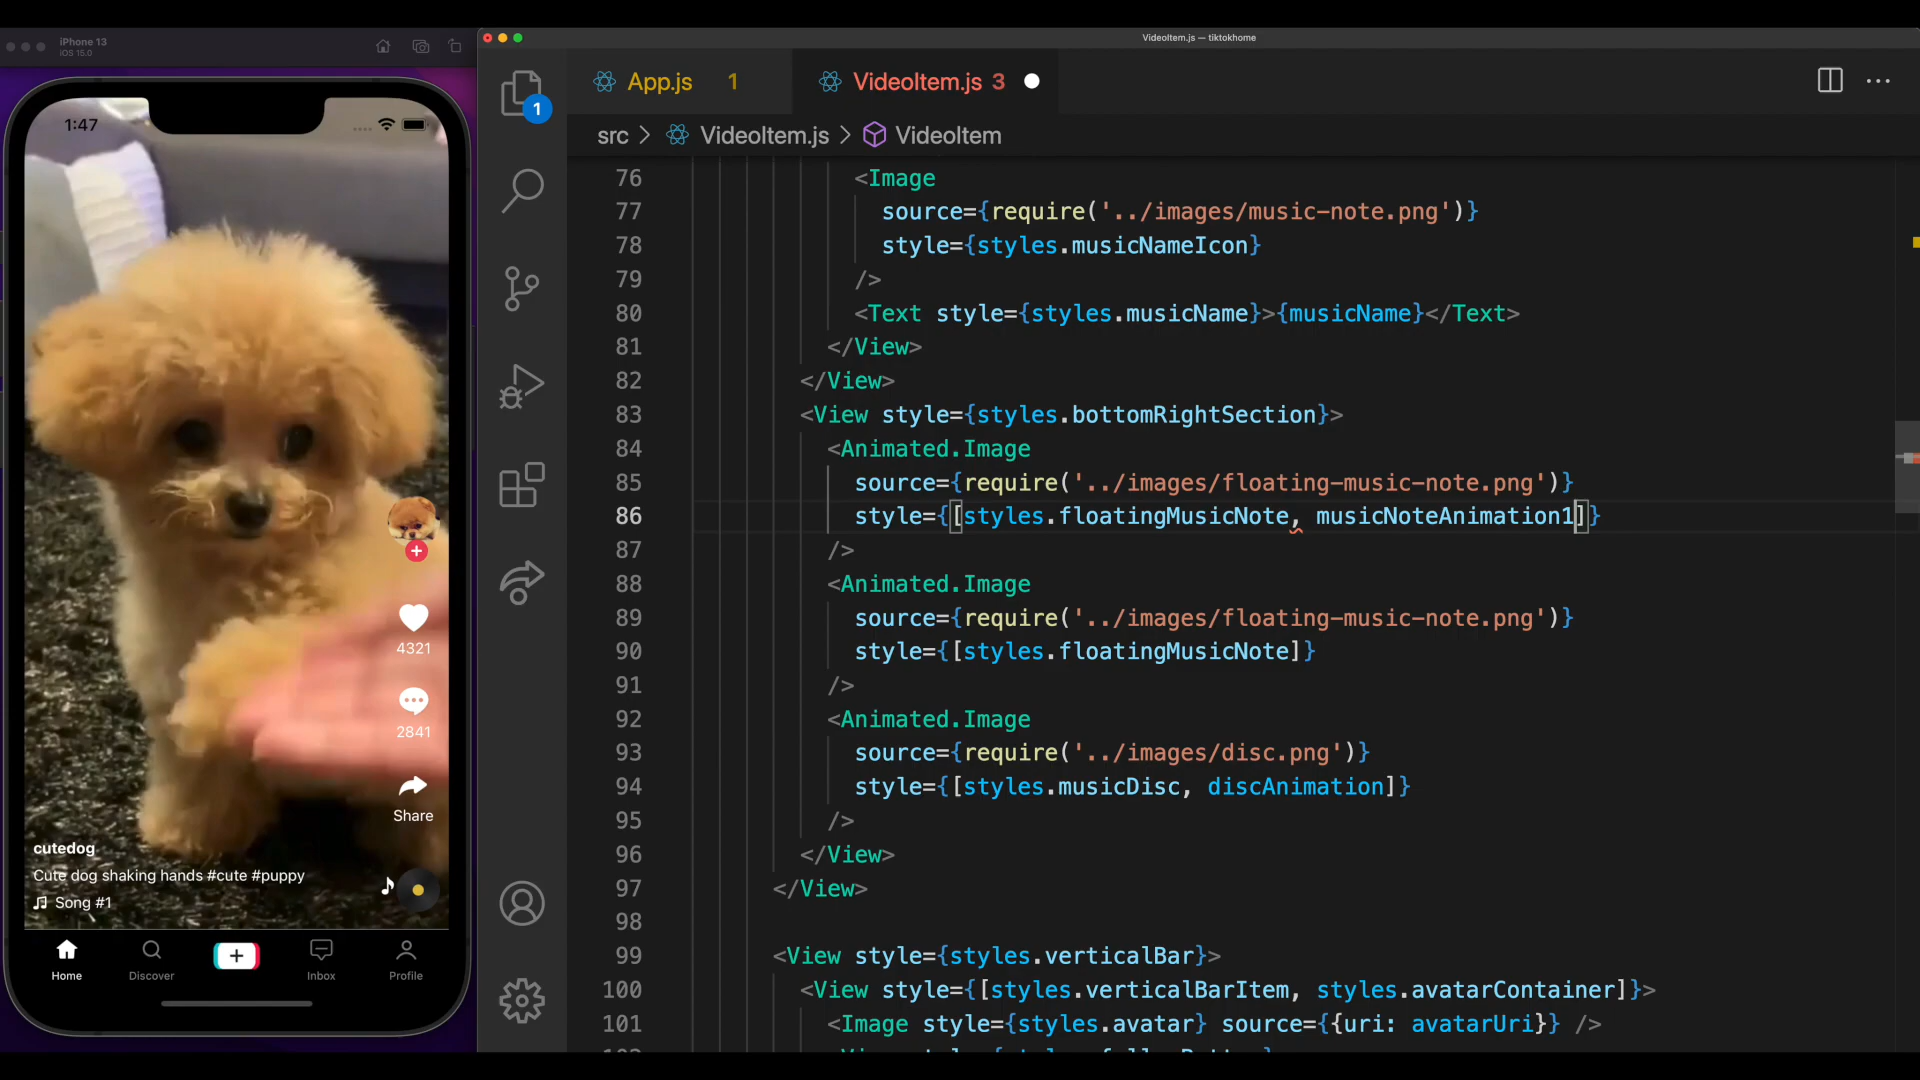 iPhone 13
iOS 15.0
1:47
4321
2841
Share
cutedog
Cute dog shaking hands #cute #puppy
Song #1
Home
Discover
Inbox
Profile
VideoItem.js — tiktokhome
1
App.js 1
VideoItem.js 3
src > VideoItem.js > VideoItem
76 <Image
77 source={require('../images/music-note.png')}
78 style={styles.musicNameIcon}
79 />
80 <Text style={styles.musicName}>{musicName}</Text>
81 </View>
82 </View>
83 <View style={styles.bottomRightSection}>
84 <Animated.Image
85 source={require('../images/floating-music-note.png')}
86 style={[styles.floatingMusicNote, musicNoteAnimation1]}
87 />
88 <Animated.Image
89 source={require('../images/floating-music-note.png')}
90 style={[styles.floatingMusicNote]}
91 />
92 <Animated.Image
93 source={require('../images/disc.png')}
94 style={[styles.musicDisc, discAnimation]}
95 />
96 </View>
97 </View>
98
99 <View style={styles.verticalBar}>
100 <View style={[styles.verticalBarItem, styles.avatarContainer]}>
101 <Image style={styles.avatar} source={{uri: avatarUri}} />